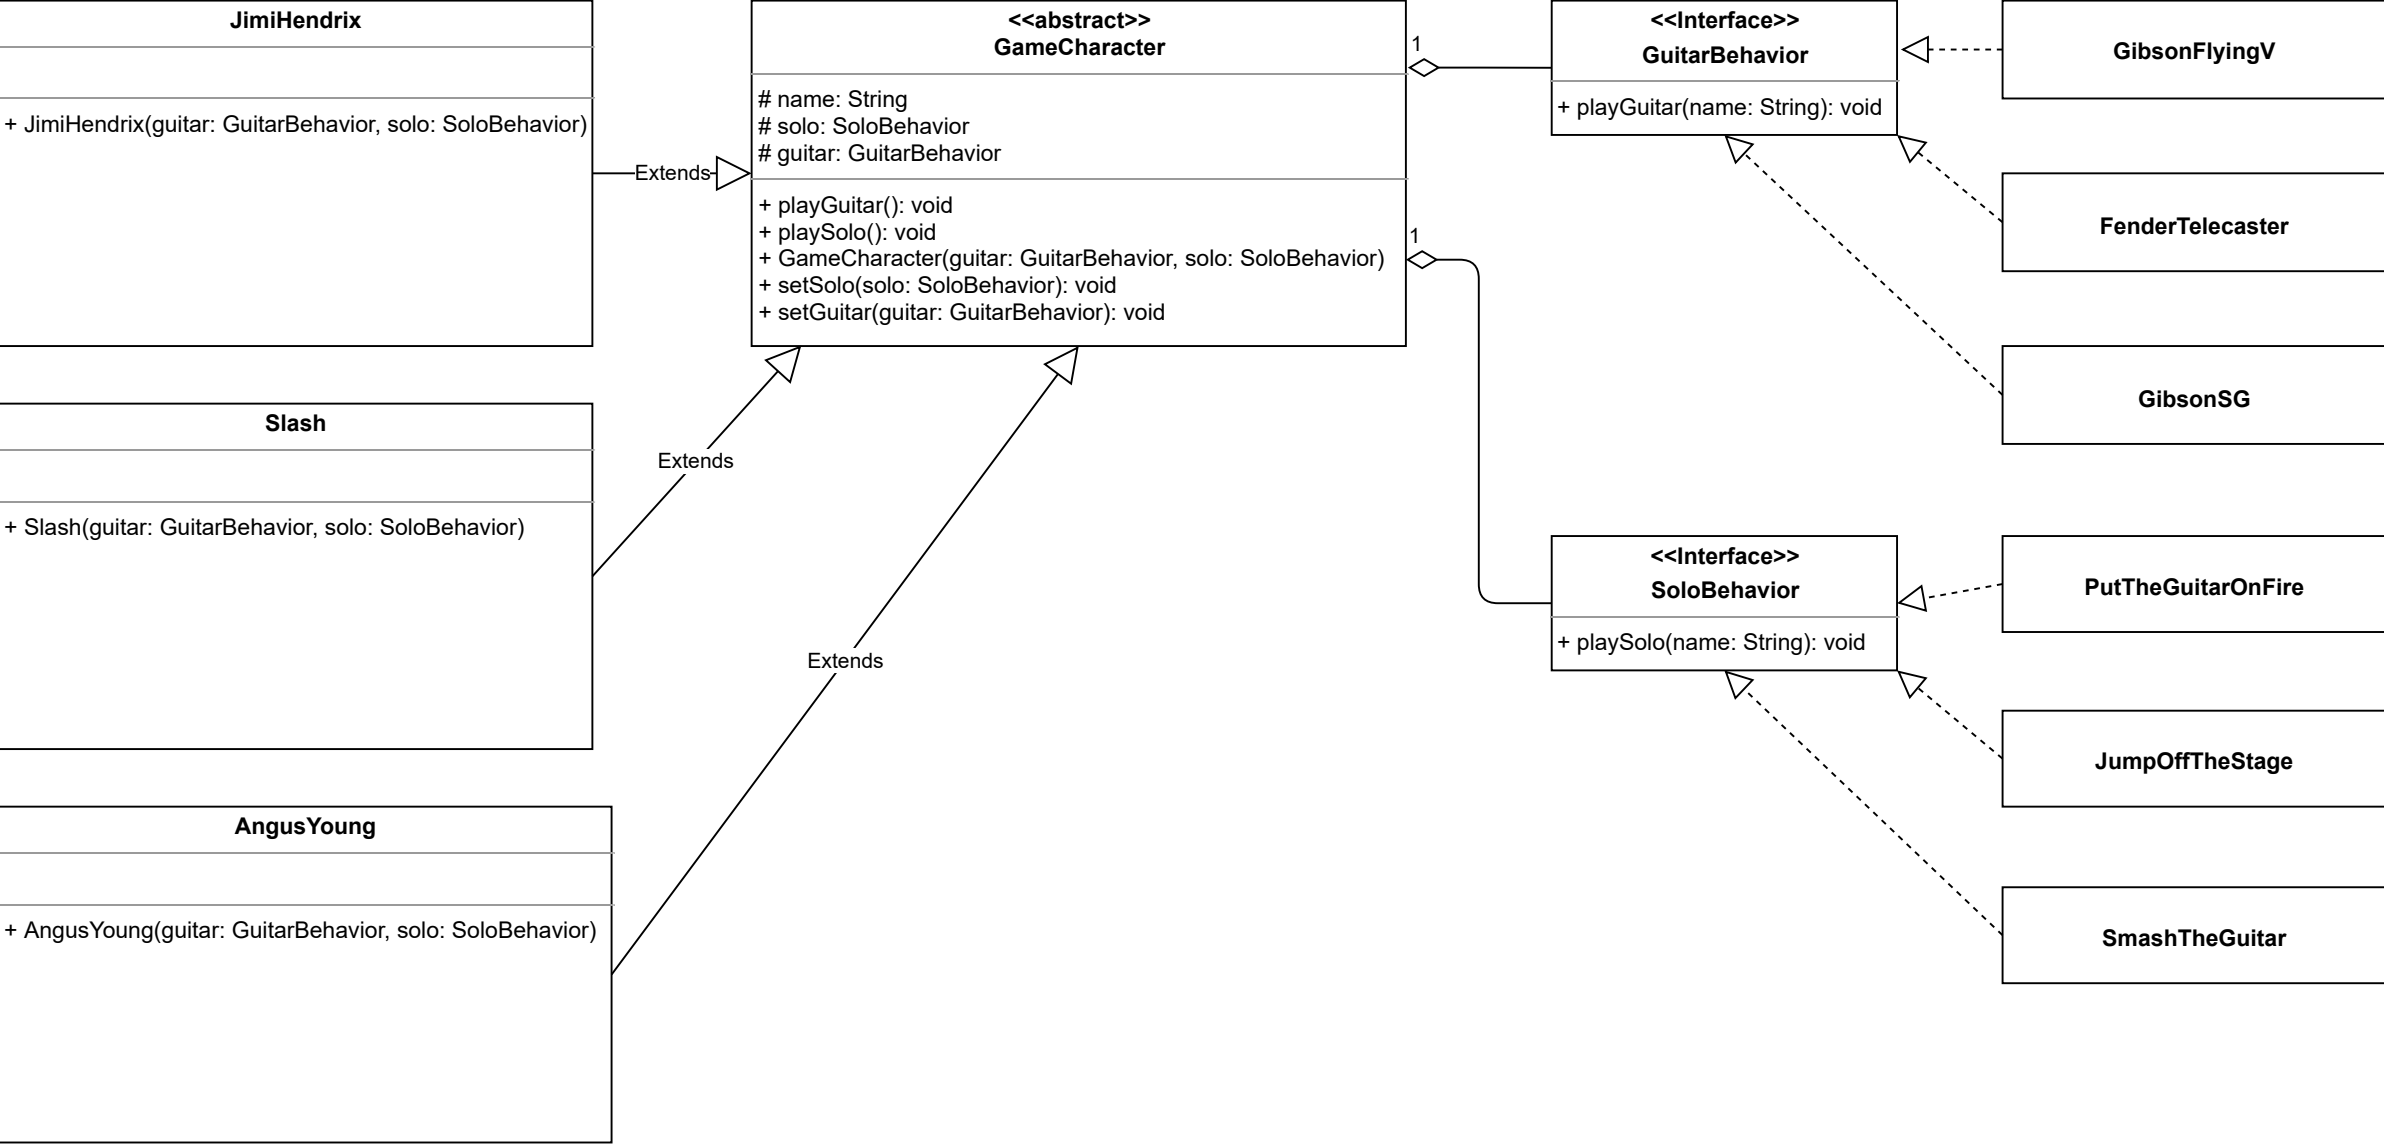 JimiHendrix
+ JimiHendrix(guitar: GuitarBehavior, solo: SoloBehavior)
Extends
<<abstract>>
GameCharacter
# name: String
# solo: SoloBehavior
# guitar: GuitarBehavior
+ playGuitar(): void
+ playSolo(): void
+ GameCharacter(guitar: GuitarBehavior, solo: SoloBehavior)
+ setSolo(solo: SoloBehavior): void
+ setGuitar(guitar: GuitarBehavior): void
1
1
<<Interface>>
GuitarBehavior
+ playGuitar(name: String): void
GibsonFlyingV
FenderTelecaster
GibsonSG
Slash
+ Slash(guitar: GuitarBehavior, solo: SoloBehavior)
Extends
<<Interface>>
SoloBehavior
+ playSolo(name: String): void
PutTheGuitarOnFire
JumpOffTheStage
SmashTheGuitar
Extends
AngusYoung
+ AngusYoung(guitar: GuitarBehavior, solo: SoloBehavior)